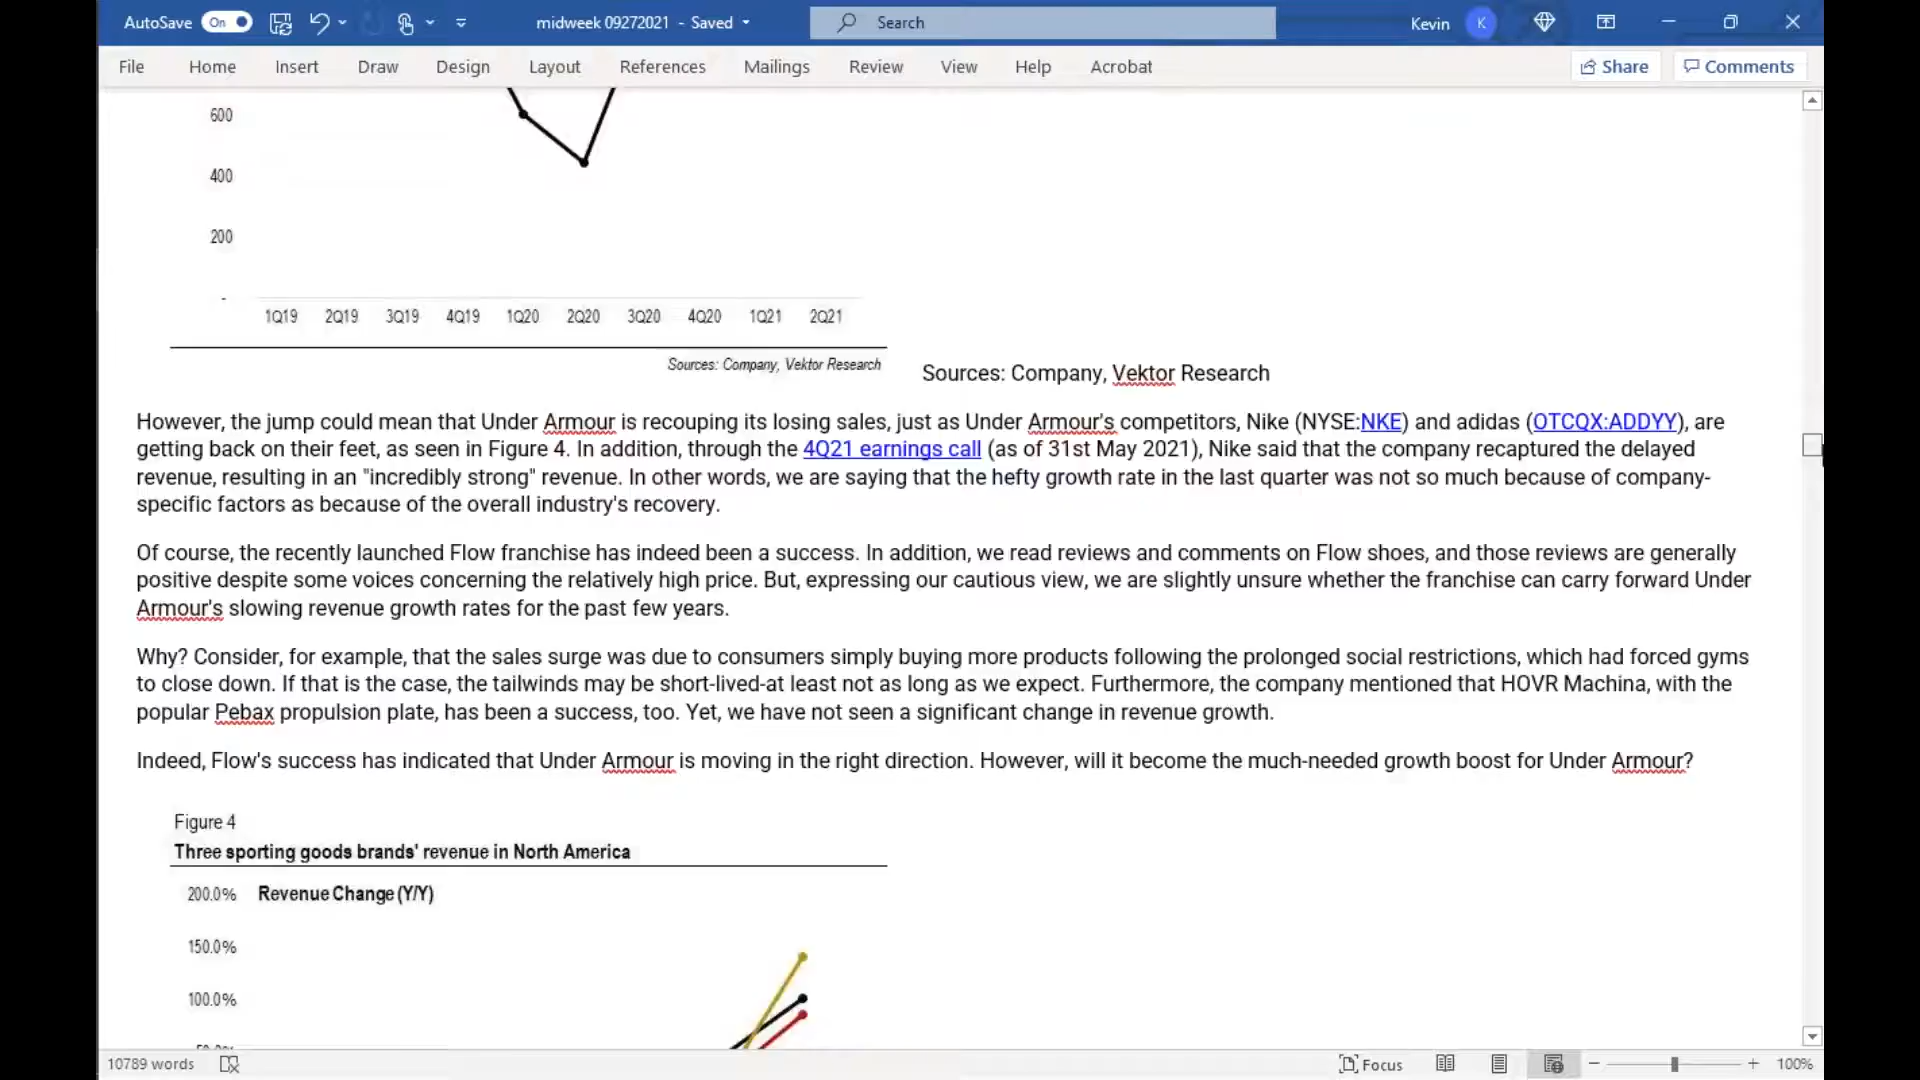 AutoSave On midweek 09272021 - Saved Search Kevin K
File Home Insert Draw Design Layout References Mailings Review View Help Acrobat Share Comments
600
400
200
-
1Q19 2Q19 3Q19 4Q19 1Q20 2Q20 3Q20 4Q20 1Q21 2Q21
Sources: Company, Vektor Research
Sources: Company, Vektor Research
However, the jump could mean that Under Armour is recouping its losing sales, just as Under Armour's competitors, Nike (NYSE:NKE) and adidas (OTCQX:ADDYY), are
getting back on their feet, as seen in Figure 4. In addition, through the 4Q21 earnings call (as of 31st May 2021), Nike said that the company recaptured the delayed
revenue, resulting in an "incredibly strong" revenue. In other words, we are saying that the hefty growth rate in the last quarter was not so much because of company-
specific factors as because of the overall industry's recovery.
Of course, the recently launched Flow franchise has indeed been a success. In addition, we read reviews and comments on Flow shoes, and those reviews are generally
positive despite some voices concerning the relatively high price. But, expressing our cautious view, we are slightly unsure whether the franchise can carry forward Under
Armour's slowing revenue growth rates for the past few years.
Why? Consider, for example, that the sales surge was due to consumers simply buying more products following the prolonged social restrictions, which had forced gyms
to close down. If that is the case, the tailwinds may be short-lived-at least not as long as we expect. Furthermore, the company mentioned that HOVR Machina, with the
popular Pebax propulsion plate, has been a success, too. Yet, we have not seen a significant change in revenue growth.
Indeed, Flow's success has indicated that Under Armour is moving in the right direction. However, will it become the much-needed growth boost for Under Armour?
Figure 4
Three sporting goods brands' revenue in North America
200.0% Revenue Change (Y/Y)
150.0%
100.0%
10789 words Focus 100%